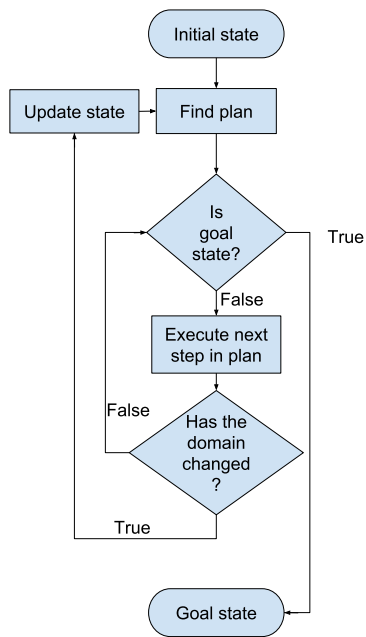 Initial state
Update state
Find plan
Is
goal
state?
True
False
Execute next
step in plan
False
Has the
domain
changed
?
True
Goal state